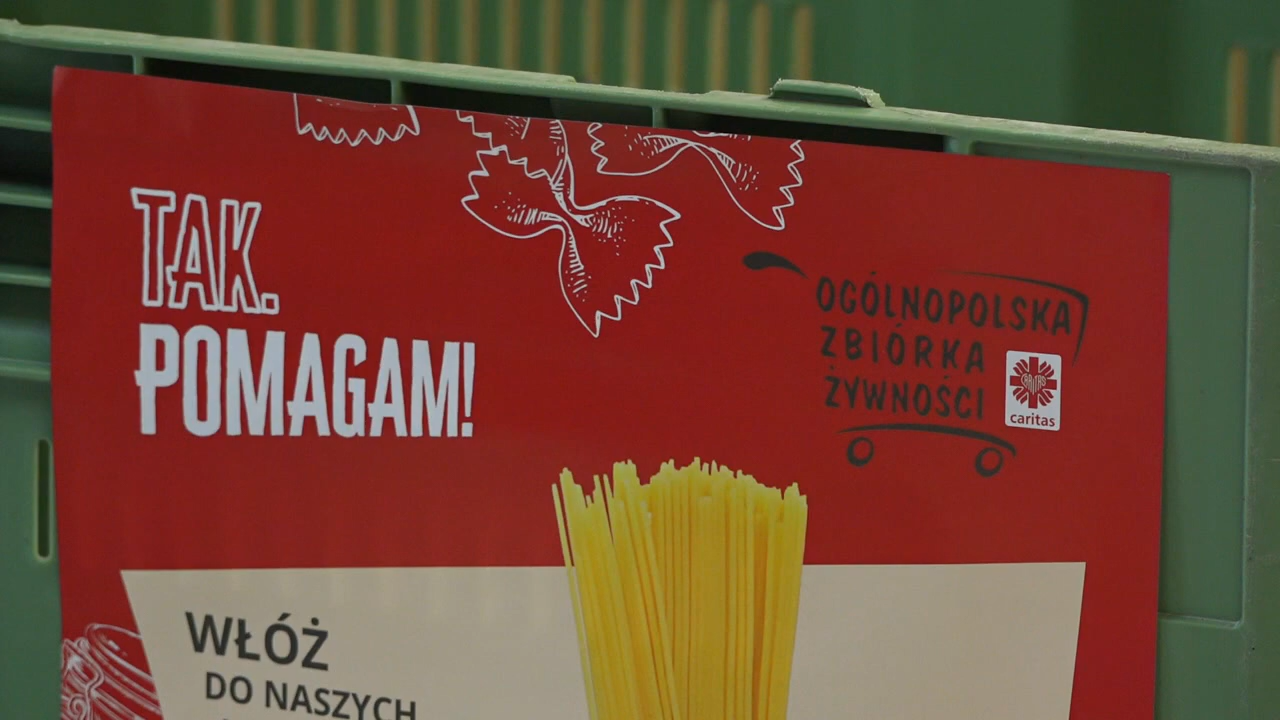 TAK.
POMAGAM!
OGÓLNOPOLSKA
ZBIÓRKA
ŻYWNOŚCI
caritas
WŁÓŻ
DO NASZYCH